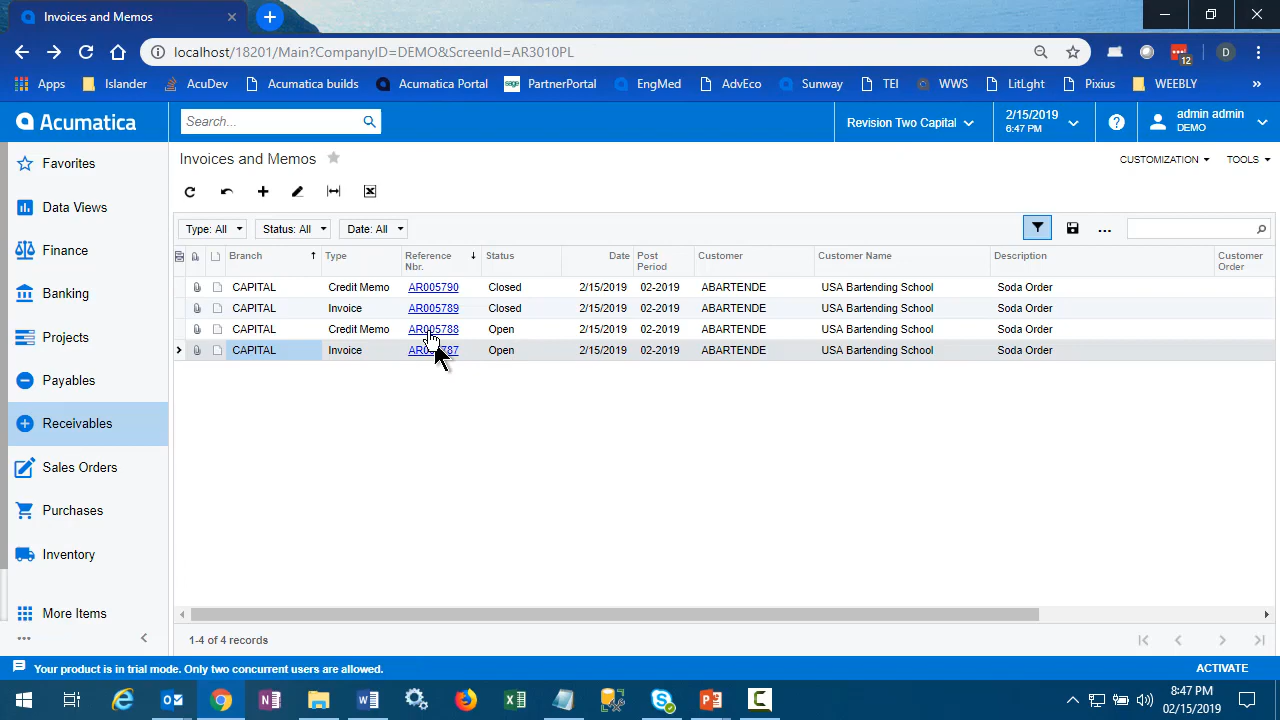 Invoices and Memos
localhost/18201/Main?CompanyID=DEMO&ScreenId=AR3010PL
Apps Islander AcuDev Acumatica builds Acumatica Portal sage PartnerPortal EngMed AdvEco Sunway TEI WWS LitLght Pixius WEEBLY »
12
D
Acumatica Search... Revision Two Capital 2/15/2019 6:47 PM admin admin DEMO
Invoices and Memos CUSTOMIZATION TOOLS
Favorites
Data Views
Finance
Banking
Projects
Payables
Receivables
Sales Orders
Purchases
Inventory
More Items
Type: All Status: All Date: All
Branch Type Reference Nbr. Status Date Post Period Customer Customer Name Description Customer Order
CAPITAL Credit Memo AR005790 Closed 2/15/2019 02-2019 ABARTENDE USA Bartending School Soda Order
CAPITAL Invoice AR005789 Closed 2/15/2019 02-2019 ABARTENDE USA Bartending School Soda Order
CAPITAL Credit Memo AR005788 Open 2/15/2019 02-2019 ABARTENDE USA Bartending School Soda Order
CAPITAL Invoice AR005787 Open 2/15/2019 02-2019 ABARTENDE USA Bartending School Soda Order
1-4 of 4 records
Your product is in trial mode. Only two concurrent users are allowed. ACTIVATE
8:47 PM
02/15/2019